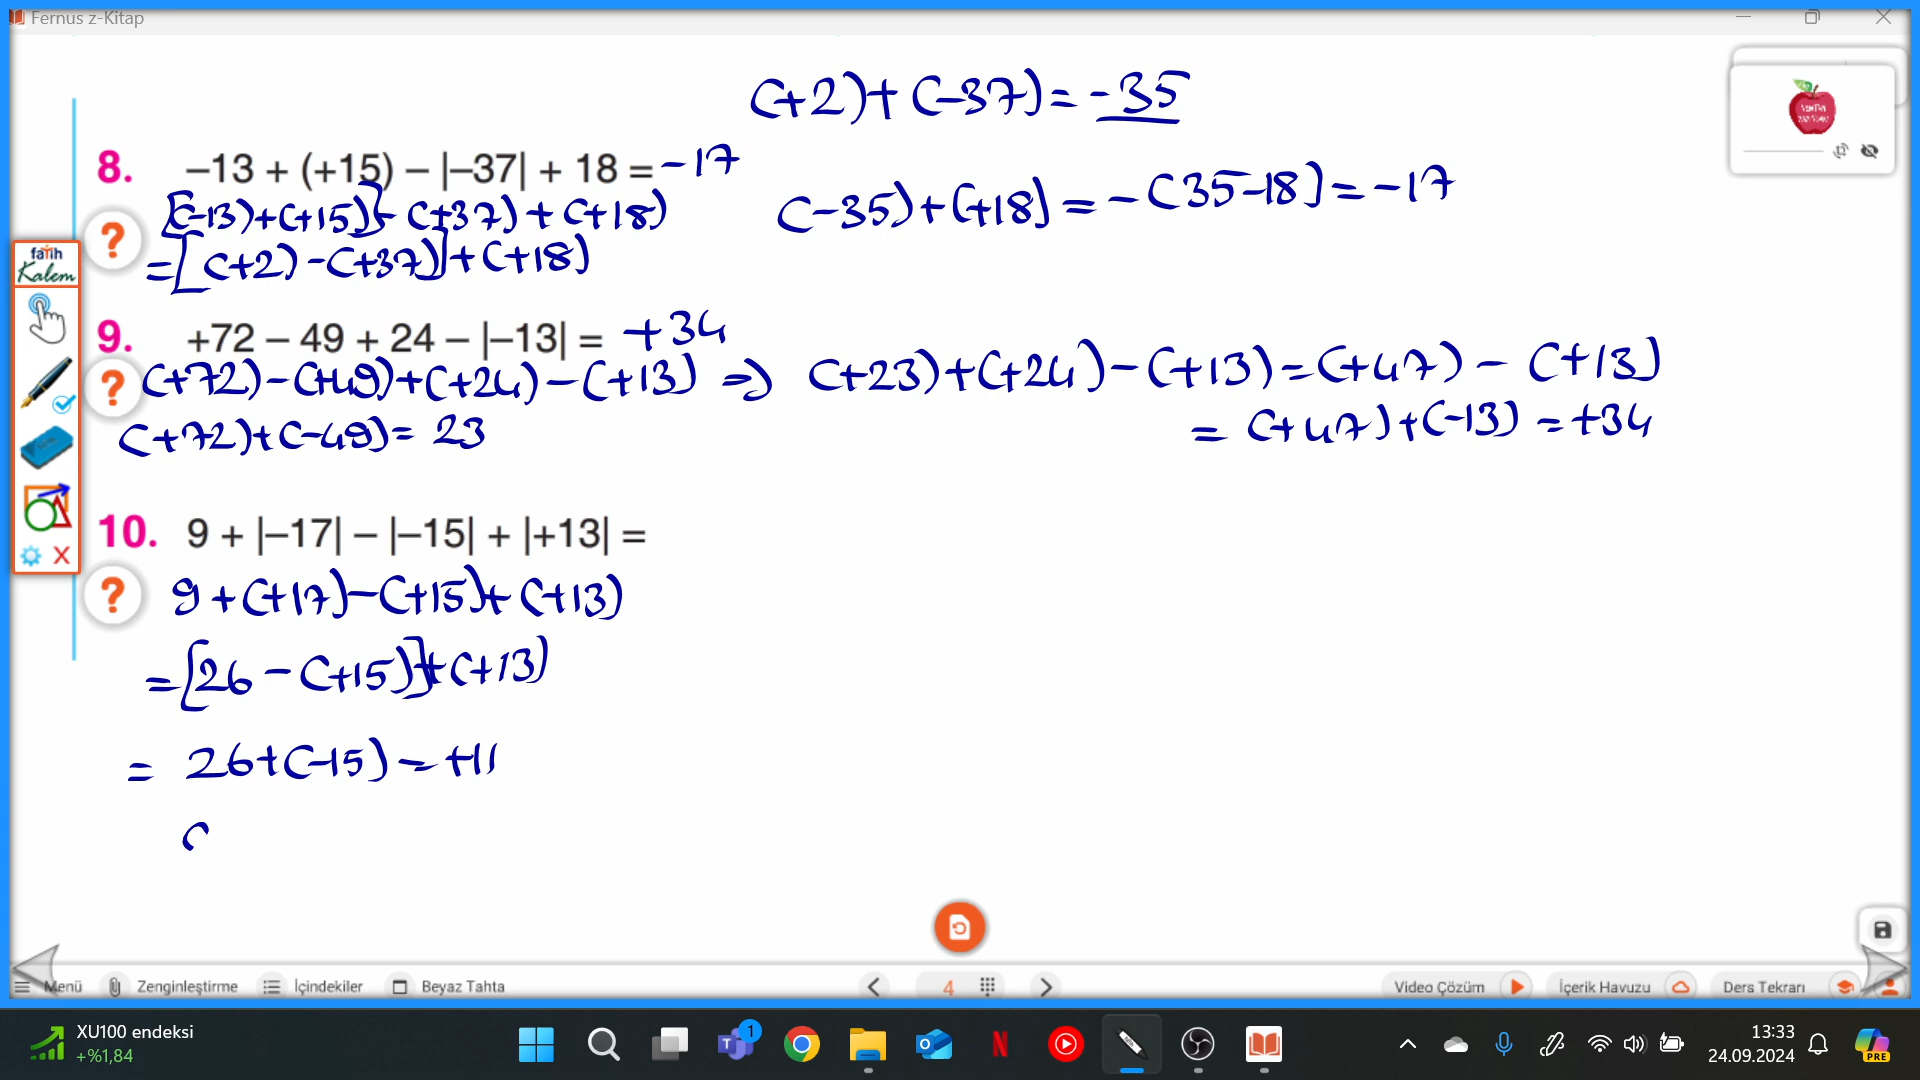 Fernus z-Kitap
(+2)+(-37)=-35
8. –13 + (+15) – |–37| + 18 = -17
[(-13)+(+15)]-(+37)+(+18)
(-35)+(+18)=-(35-18)=-17
=[(+2)-(+37)]+(+18)
fatih
Kalem
9. +72 – 49 + 24 – |–13| = +34
(+72)-(+49)+(+24)-(+13) => (+23)+(+24)-(+13)=(+47)-(+13)
(+72)+(-49)=23
=(+47)+(-13)=+34
10. 9 + |–17| – |–15| + |+13| =
9+(+17)-(+15)+(+13)
=[26-(+15)]+(+13)
= 26+(-15)=+11
(
Menü Zenginleştirme İçindekiler Beyaz Tahta 4 Video Çözüm İçerik Havuzu Ders Tekrarı
XU100 endeksi
+%1,84
1
13:33
24.09.2024
PRE